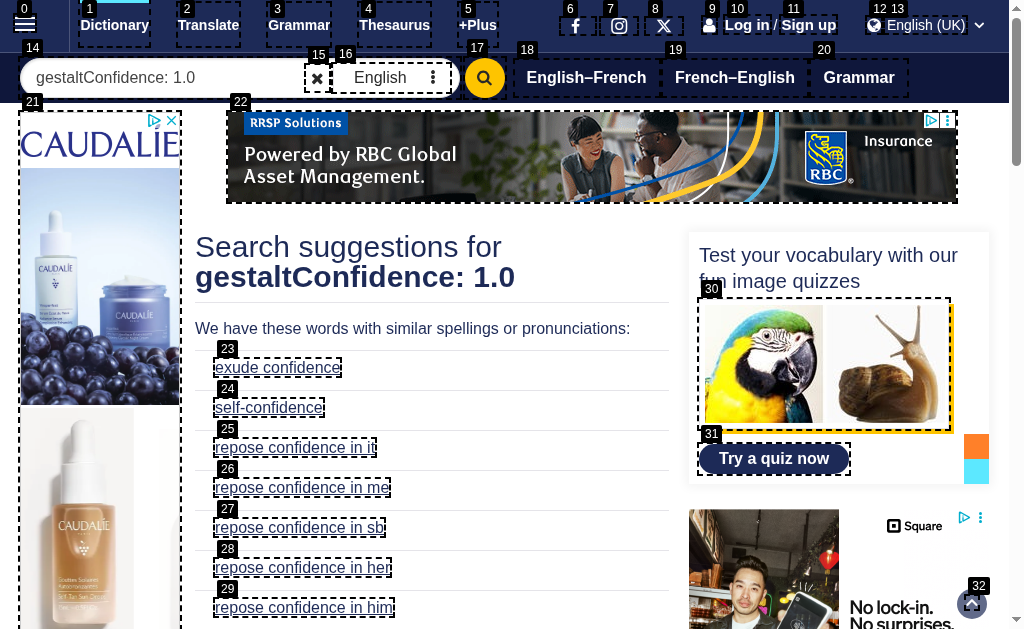 0 1 2 3 4 5 6 7 8 9 10 11 12 13
Dictionary Translate Grammar Thesaurus +Plus Log in / Sign up English (UK)
14 15 16 17 18 19 20
gestaltConfidence: 1.0 English English–French French–English Grammar
21 22
CAUDALÍE
RRSP Solutions
Powered by RBC Global
Asset Management.
RBC
Insurance
Search suggestions for
gestaltConfidence: 1.0
We have these words with similar spellings or pronunciations:
23
exude confidence
24
self-confidence
25
repose confidence in it
26
repose confidence in me
27
repose confidence in sb
28
repose confidence in her
29
repose confidence in him
Test your vocabulary with our
fun image quizzes
30
31
Try a quiz now
Square
32
No lock-in.
No surprises.
CAUDALÍE
CAUDALÍE
CAUDALÍE